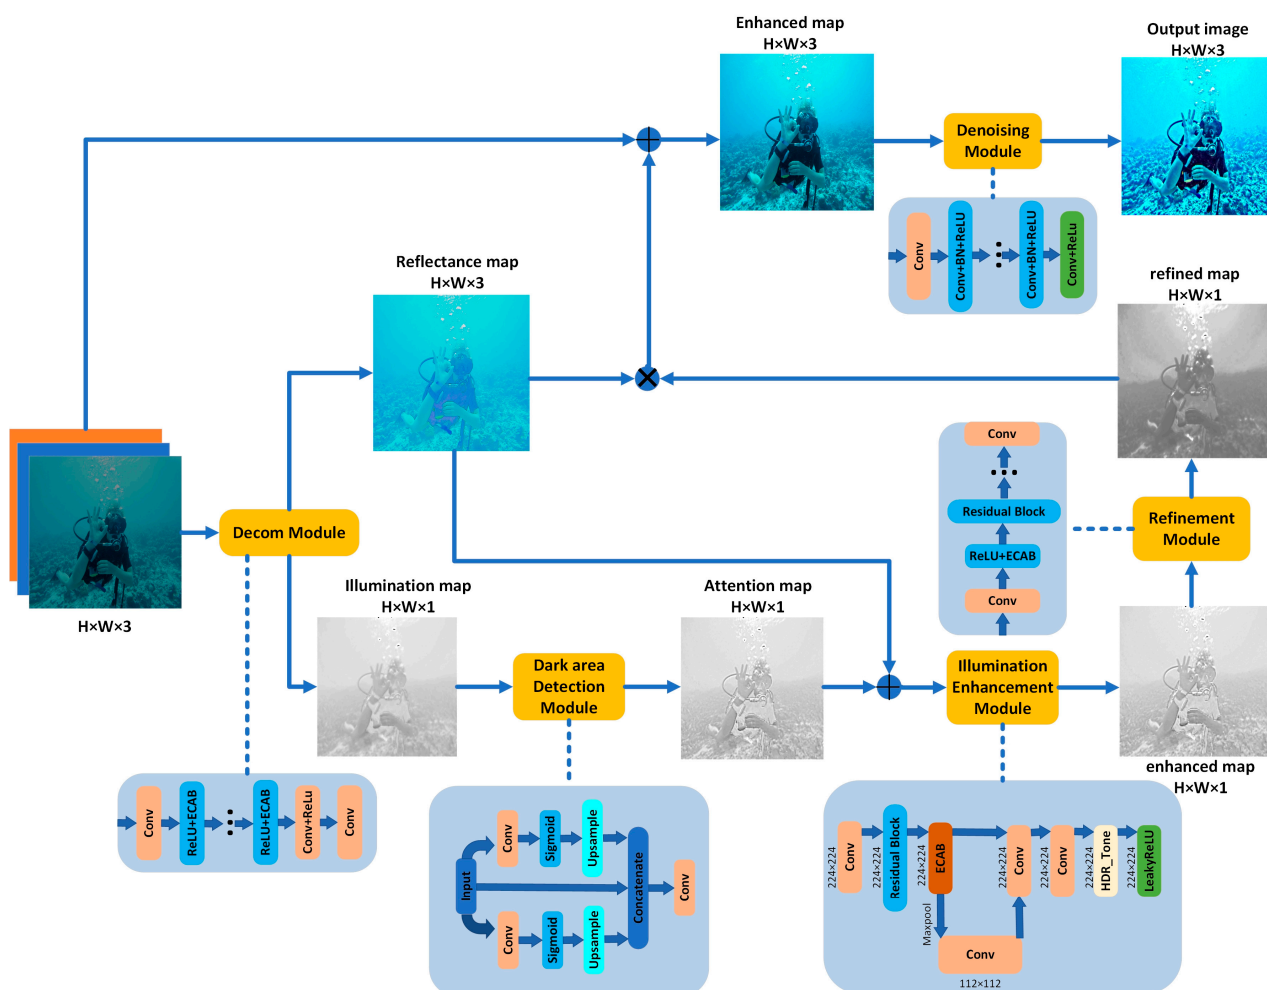 Enhanced map
H×W×3
Output image
H×W×3
Denoising
Module
Conv
Conv+BN+ReLU
Conv+BN+ReLU
Conv+ReLu
Reflectance map
H×W×3
refined map
H×W×1
Conv
Residual Block
ReLU+ECAB
Conv
Refinement
Module
Decom Module
H×W×3
Illumination map
H×W×1
Attention map
H×W×1
Dark area
Detection
Module
Illumination
Enhancement
Module
enhanced map
H×W×1
Conv
ReLU+ECAB
ReLU+ECAB
Conv+ReLu
Conv
Input
Conv
Sigmoid
Upsample
Conv
Sigmoid
Upsample
Concatenate
Conv
224×224
Conv
224×224
Residual Block
224×224
ECAB
Maxpool
Conv
112×112
224×224
Conv
224×224
Conv
224×224
HDR_Tone
224×224
LeakyReLU